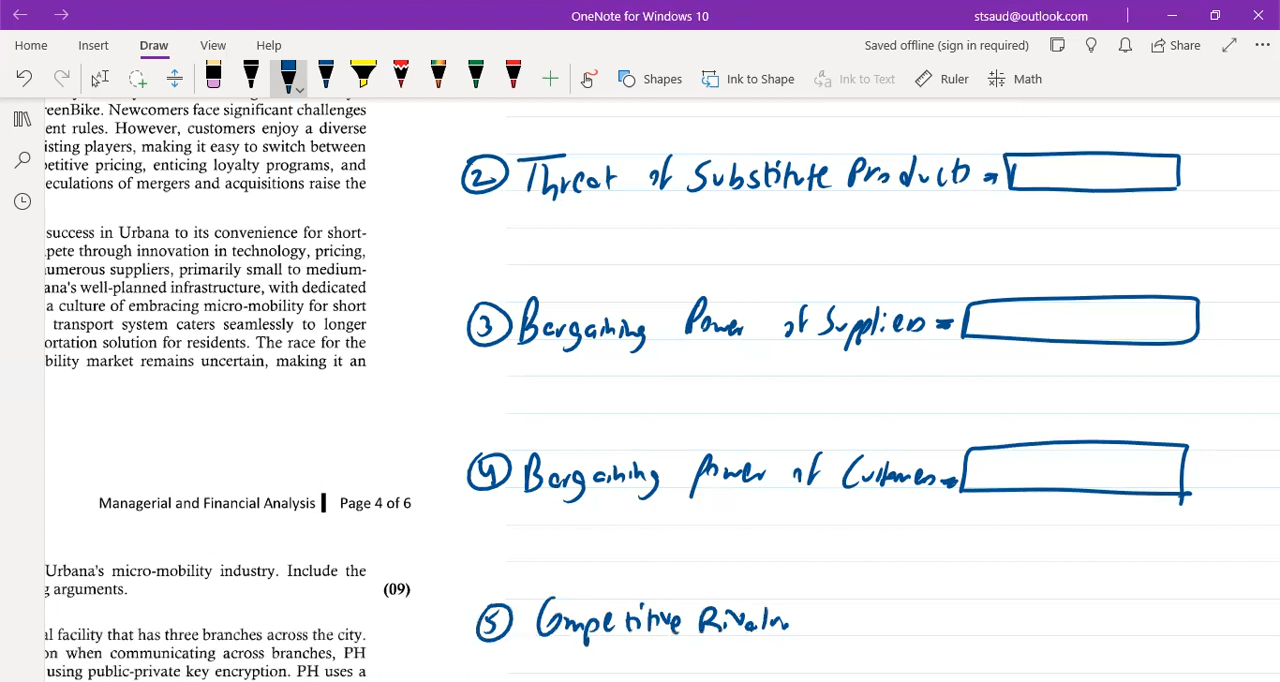 OneNote for Windows 10
stsaud@outlook.com
Home Insert Draw View Help
Saved offline (sign in required) Share
Shapes Ink to Shape Ink to Text Ruler Math
reenBike. Newcomers face significant challenges
ent rules. However, customers enjoy a diverse
isting players, making it easy to switch between
petitive pricing, enticing loyalty programs, and
eculations of mergers and acquisitions raise the
success in Urbana to its convenience for short-
pete through innovation in technology, pricing,
umerous suppliers, primarily small to medium-
ana's well-planned infrastructure, with dedicated
a culture of embracing micro-mobility for short
transport system caters seamlessly to longer
ortation solution for residents. The race for the
bility market remains uncertain, making it an
Managerial and Financial Analysis Page 4 of 6
Urbana's micro-mobility industry. Include the
g arguments. (09)
al facility that has three branches across the city.
on when communicating across branches, PH
using public-private key encryption. PH uses a
2 Threat of Substitute Products =
3 Bargaining Power of Suppliers =
4 Bargaining Power of Customers =
5 Competitive Rivalr